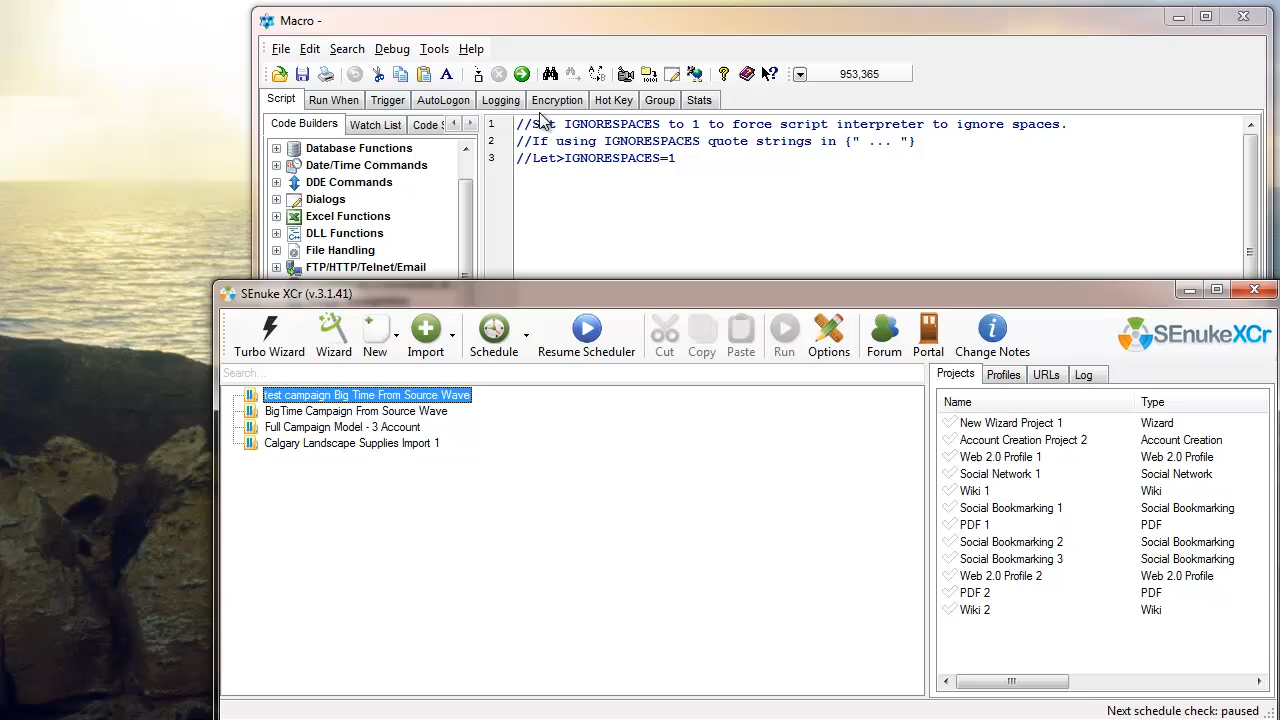 Macro -
File Edit Search Debug Tools Help
953,365
Script Run When Trigger AutoLogon Logging Encryption Hot Key Group Stats
Code Builders Watch List Code
Database Functions
Date/Time Commands
DDE Commands
Dialogs
Excel Functions
DLL Functions
File Handling
FTP/HTTP/Telnet/Email
1 //Set IGNORESPACES to 1 to force script interpreter to ignore spaces.
2 //If using IGNORESPACES quote strings in {" ... "}
3 //Let>IGNORESPACES=1
SEnuke XCr (v.3.1.41)
Turbo Wizard Wizard New Import Schedule Resume Scheduler Cut Copy Paste Run Options Forum Portal Change Notes
SEnukeXCr
Search...
test campaign Big Time From Source Wave
BigTime Campaign From Source Wave
Full Campaign Model - 3 Account
Calgary Landscape Supplies Import 1
Projects Profiles URLs Log
Name Type
New Wizard Project 1 Wizard
Account Creation Project 2 Account Creation
Web 2.0 Profile 1 Web 2.0 Profile
Social Network 1 Social Network
Wiki 1 Wiki
Social Bookmarking 1 Social Bookmarking
PDF 1 PDF
Social Bookmarking 2 Social Bookmarking
Social Bookmarking 3 Social Bookmarking
Web 2.0 Profile 2 Web 2.0 Profile
PDF 2 PDF
Wiki 2 Wiki
Next schedule check: paused